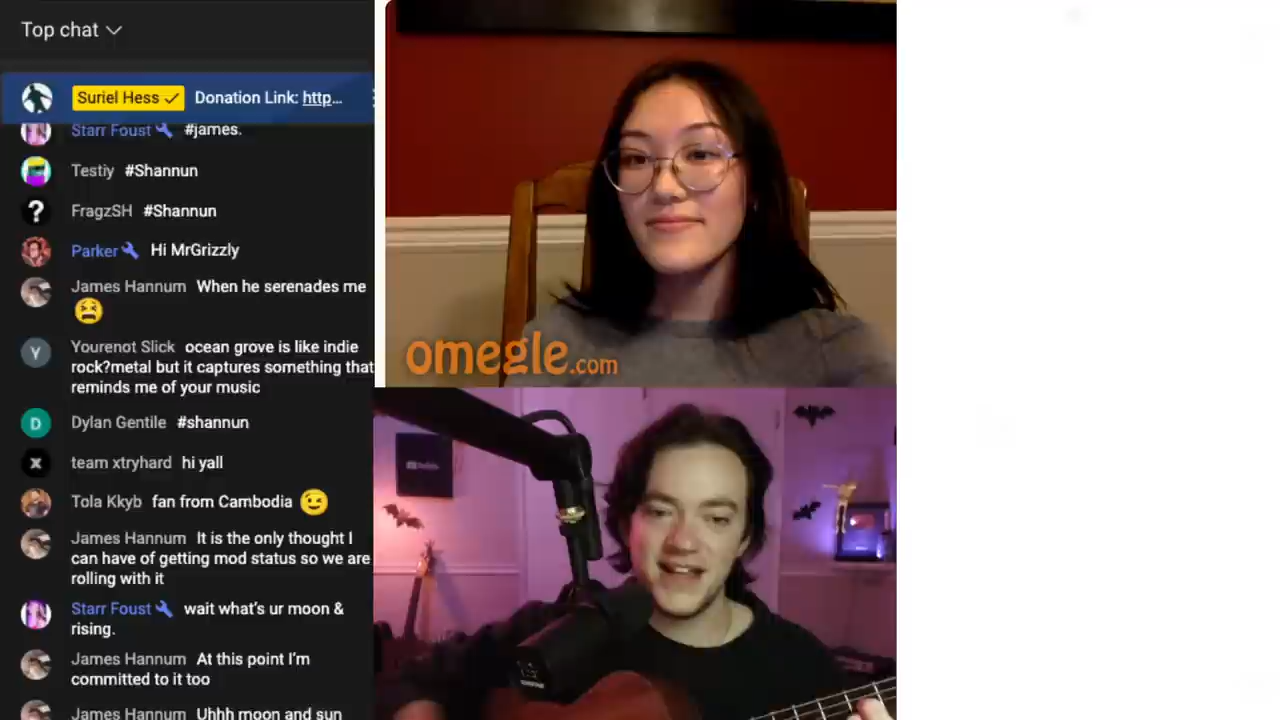 Top chat
Suriel Hess Donation Link: http...
Starr Foust #james.
Testiy #Shannun
FragzSH #Shannun
Parker Hi MrGrizzly
James Hannum When he serenades me
😫
Y Yourenot Slick ocean grove is like indie
rock?metal but it captures something that
reminds me of your music
D Dylan Gentile #shannun
team xtryhard hi yall
Tola Kkyb fan from Cambodia 😉
James Hannum It is the only thought I
can have of getting mod status so we are
rolling with it
Starr Foust wait what's ur moon &
rising.
James Hannum At this point I'm
committed to it too
James Hannum Uhhh moon and sun
omegle.com